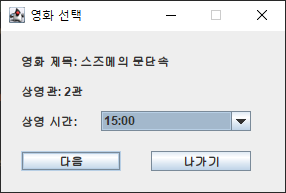 영화 선택
영화 제목: 스즈메의 문단속
상영관: 2관
상영 시간: 15:00
다음 나가기